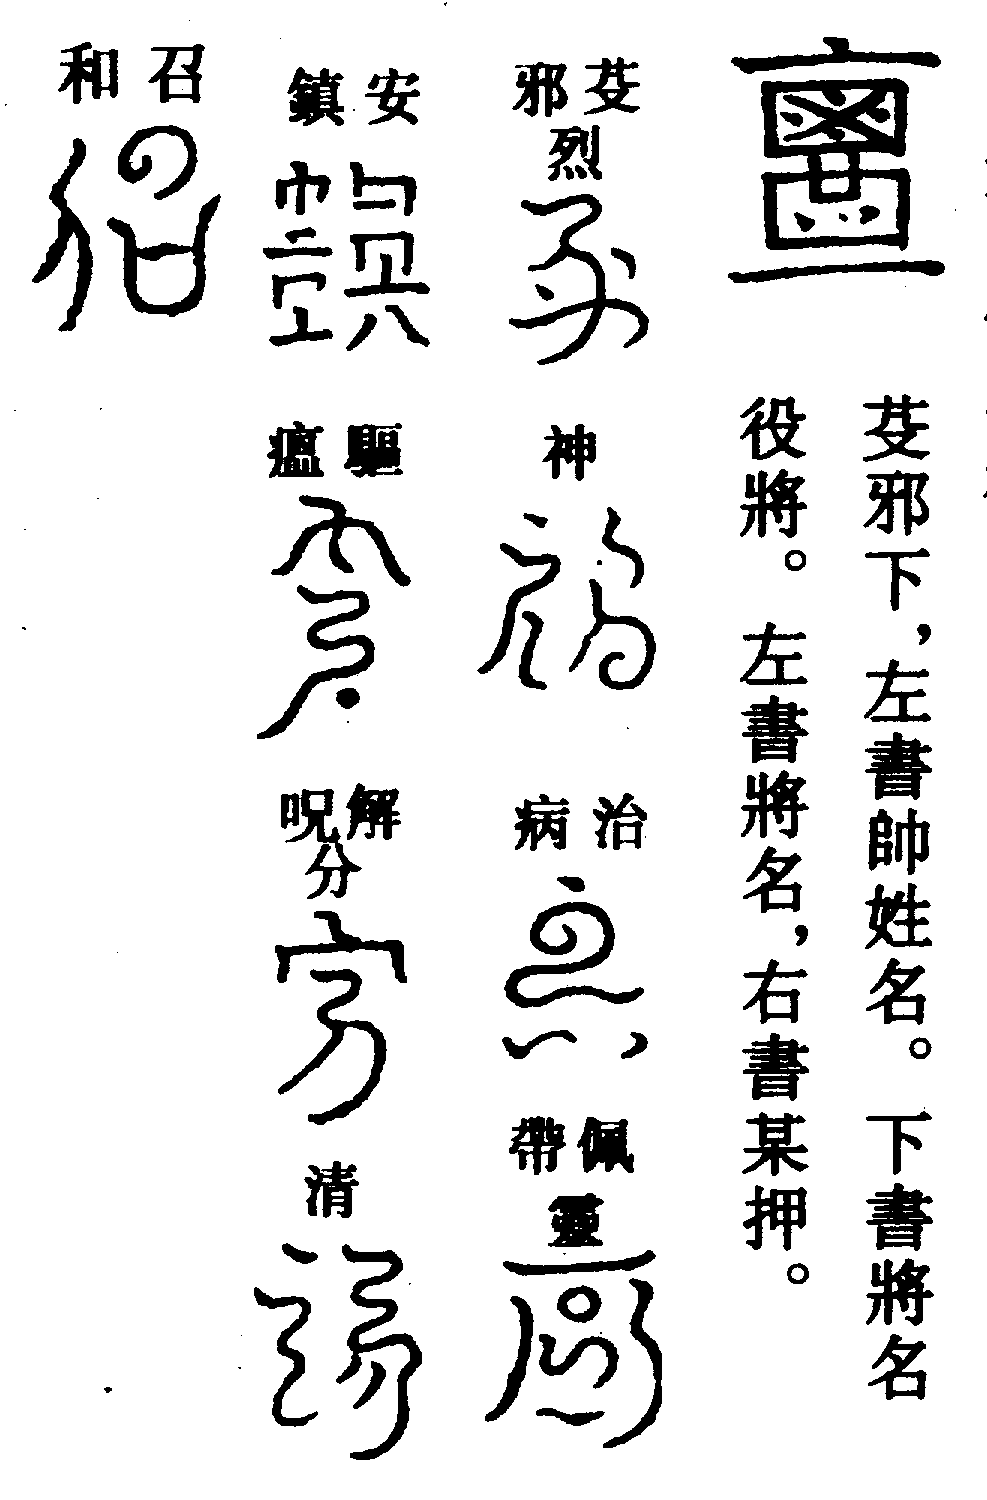 芟邪下，左書帥姓名。 下書將名
役將。 左書將名，右書某押。
芟邪
烈
神
治病
佩帶
靈
安鎮
驅瘟
解呪
分
清
召和